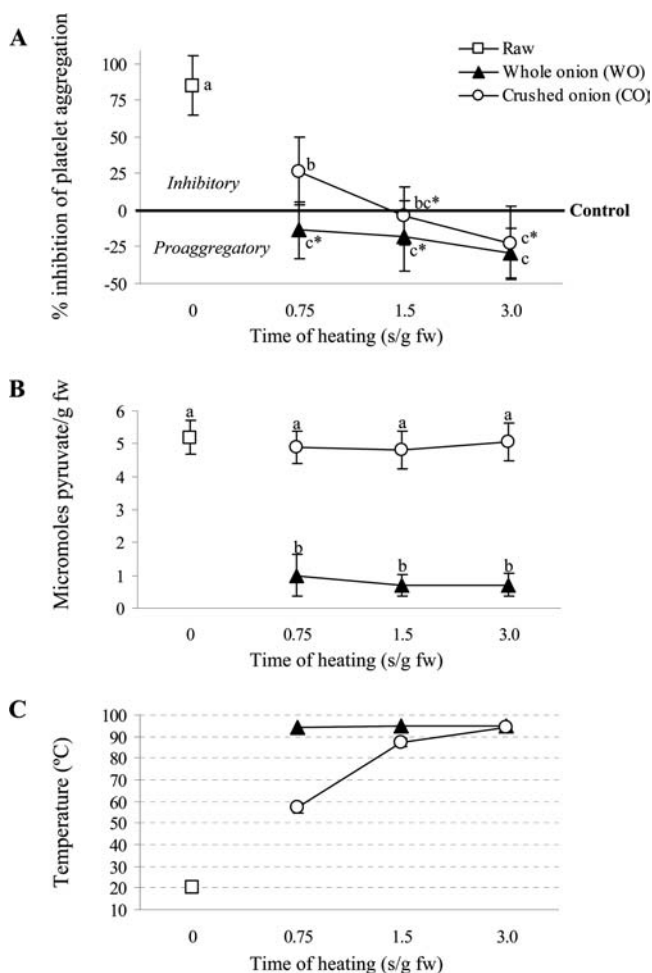 A
% inhibition of platelet aggregation
100
75
50
25
0
-25
-50
Raw
Whole onion (WO)
Crushed onion (CO)
a
b
bc*
c*
c*
c*
c
Inhibitory
Control
Proaggregatory
0 0.75 1.5 3.0
Time of heating (s/g fw)
B
Micromoles pyruvate/g fw
6
5
4
3
2
1
0
a a a a
b b b
0 0.75 1.5 3.0
Time of heating (s/g fw)
C
Temperature (ºC)
100
90
80
70
60
50
40
30
20
10
0 0.75 1.5 3.0
Time of heating (s/g fw)